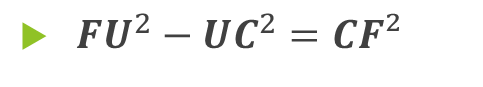 FU² − UC² = CF²